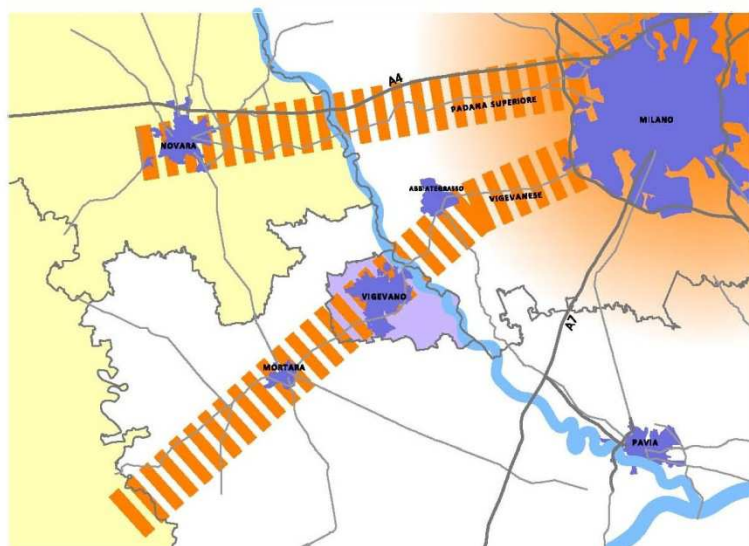 A4
PADANA SUPERIORE
MILANO
NOVARA
ABBIATEGRASSO
VIGEVANESE
VIGEVANO
A7
MORTARA
PAVIA